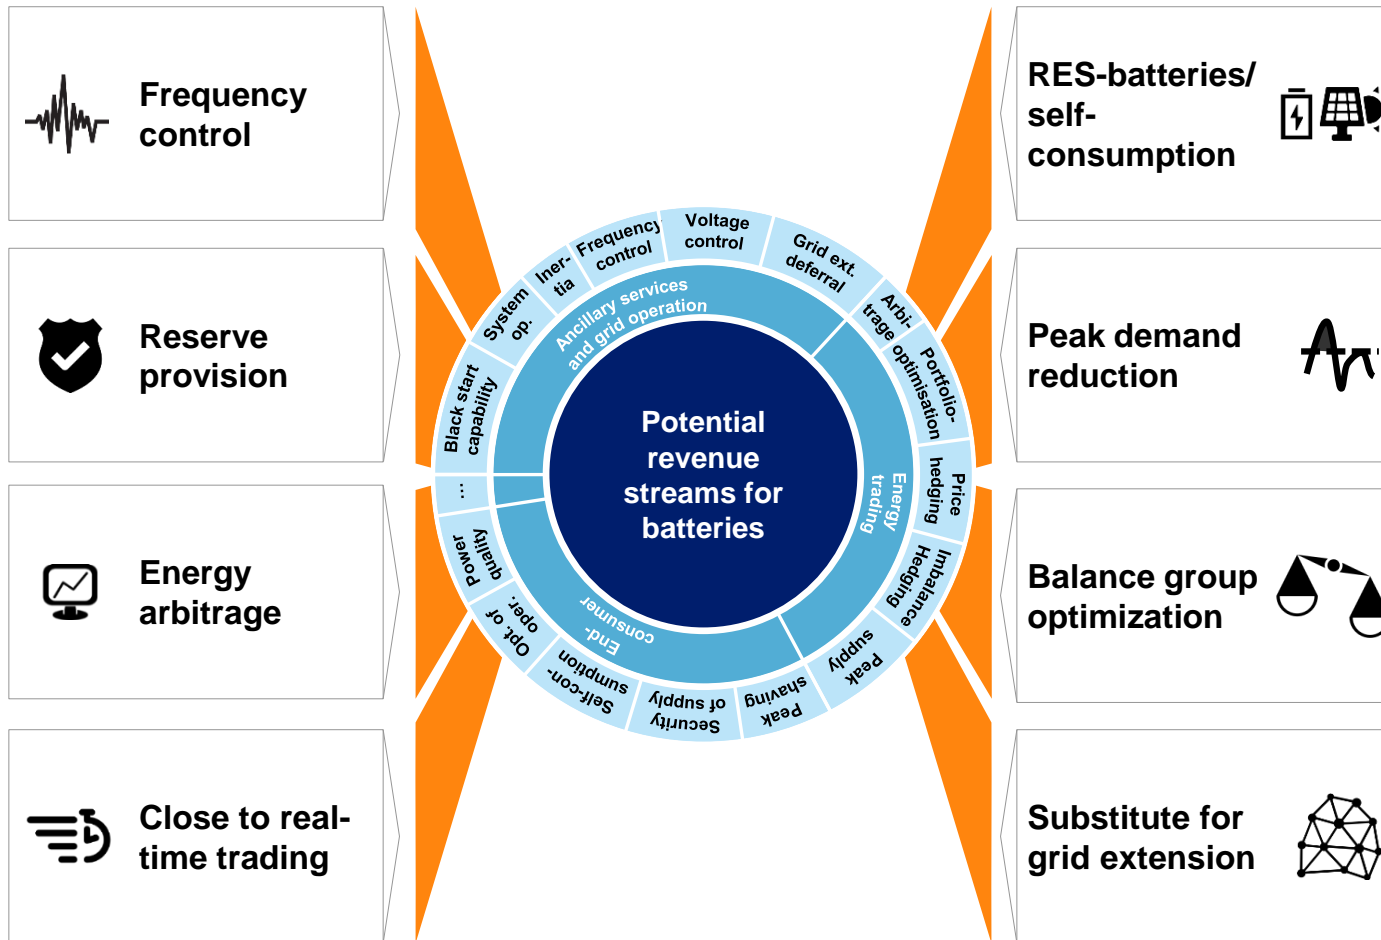 Frequency
control
Reserve
provision
Energy
arbitrage
Close to real-
time trading
RES-batteries/
self-
consumption
Peak demand
reduction
Balance group
optimization
Substitute for
grid extension
Potential
revenue
streams for
batteries
Ancillary services
and grid operation
Energy
trading
End-
consumer
Black start
capability
System
op.
Iner-
tia
Frequency
control
Voltage
control
Grid ext.
deferral
Arbi-
trage
Portfolio-
optimisation
Price
hedging
Imbalance
Hedging
Peak
supply
Peak
shaving
Security
of supply
Self-con-
sumption
Opt. of
oper.
Power
quality
...